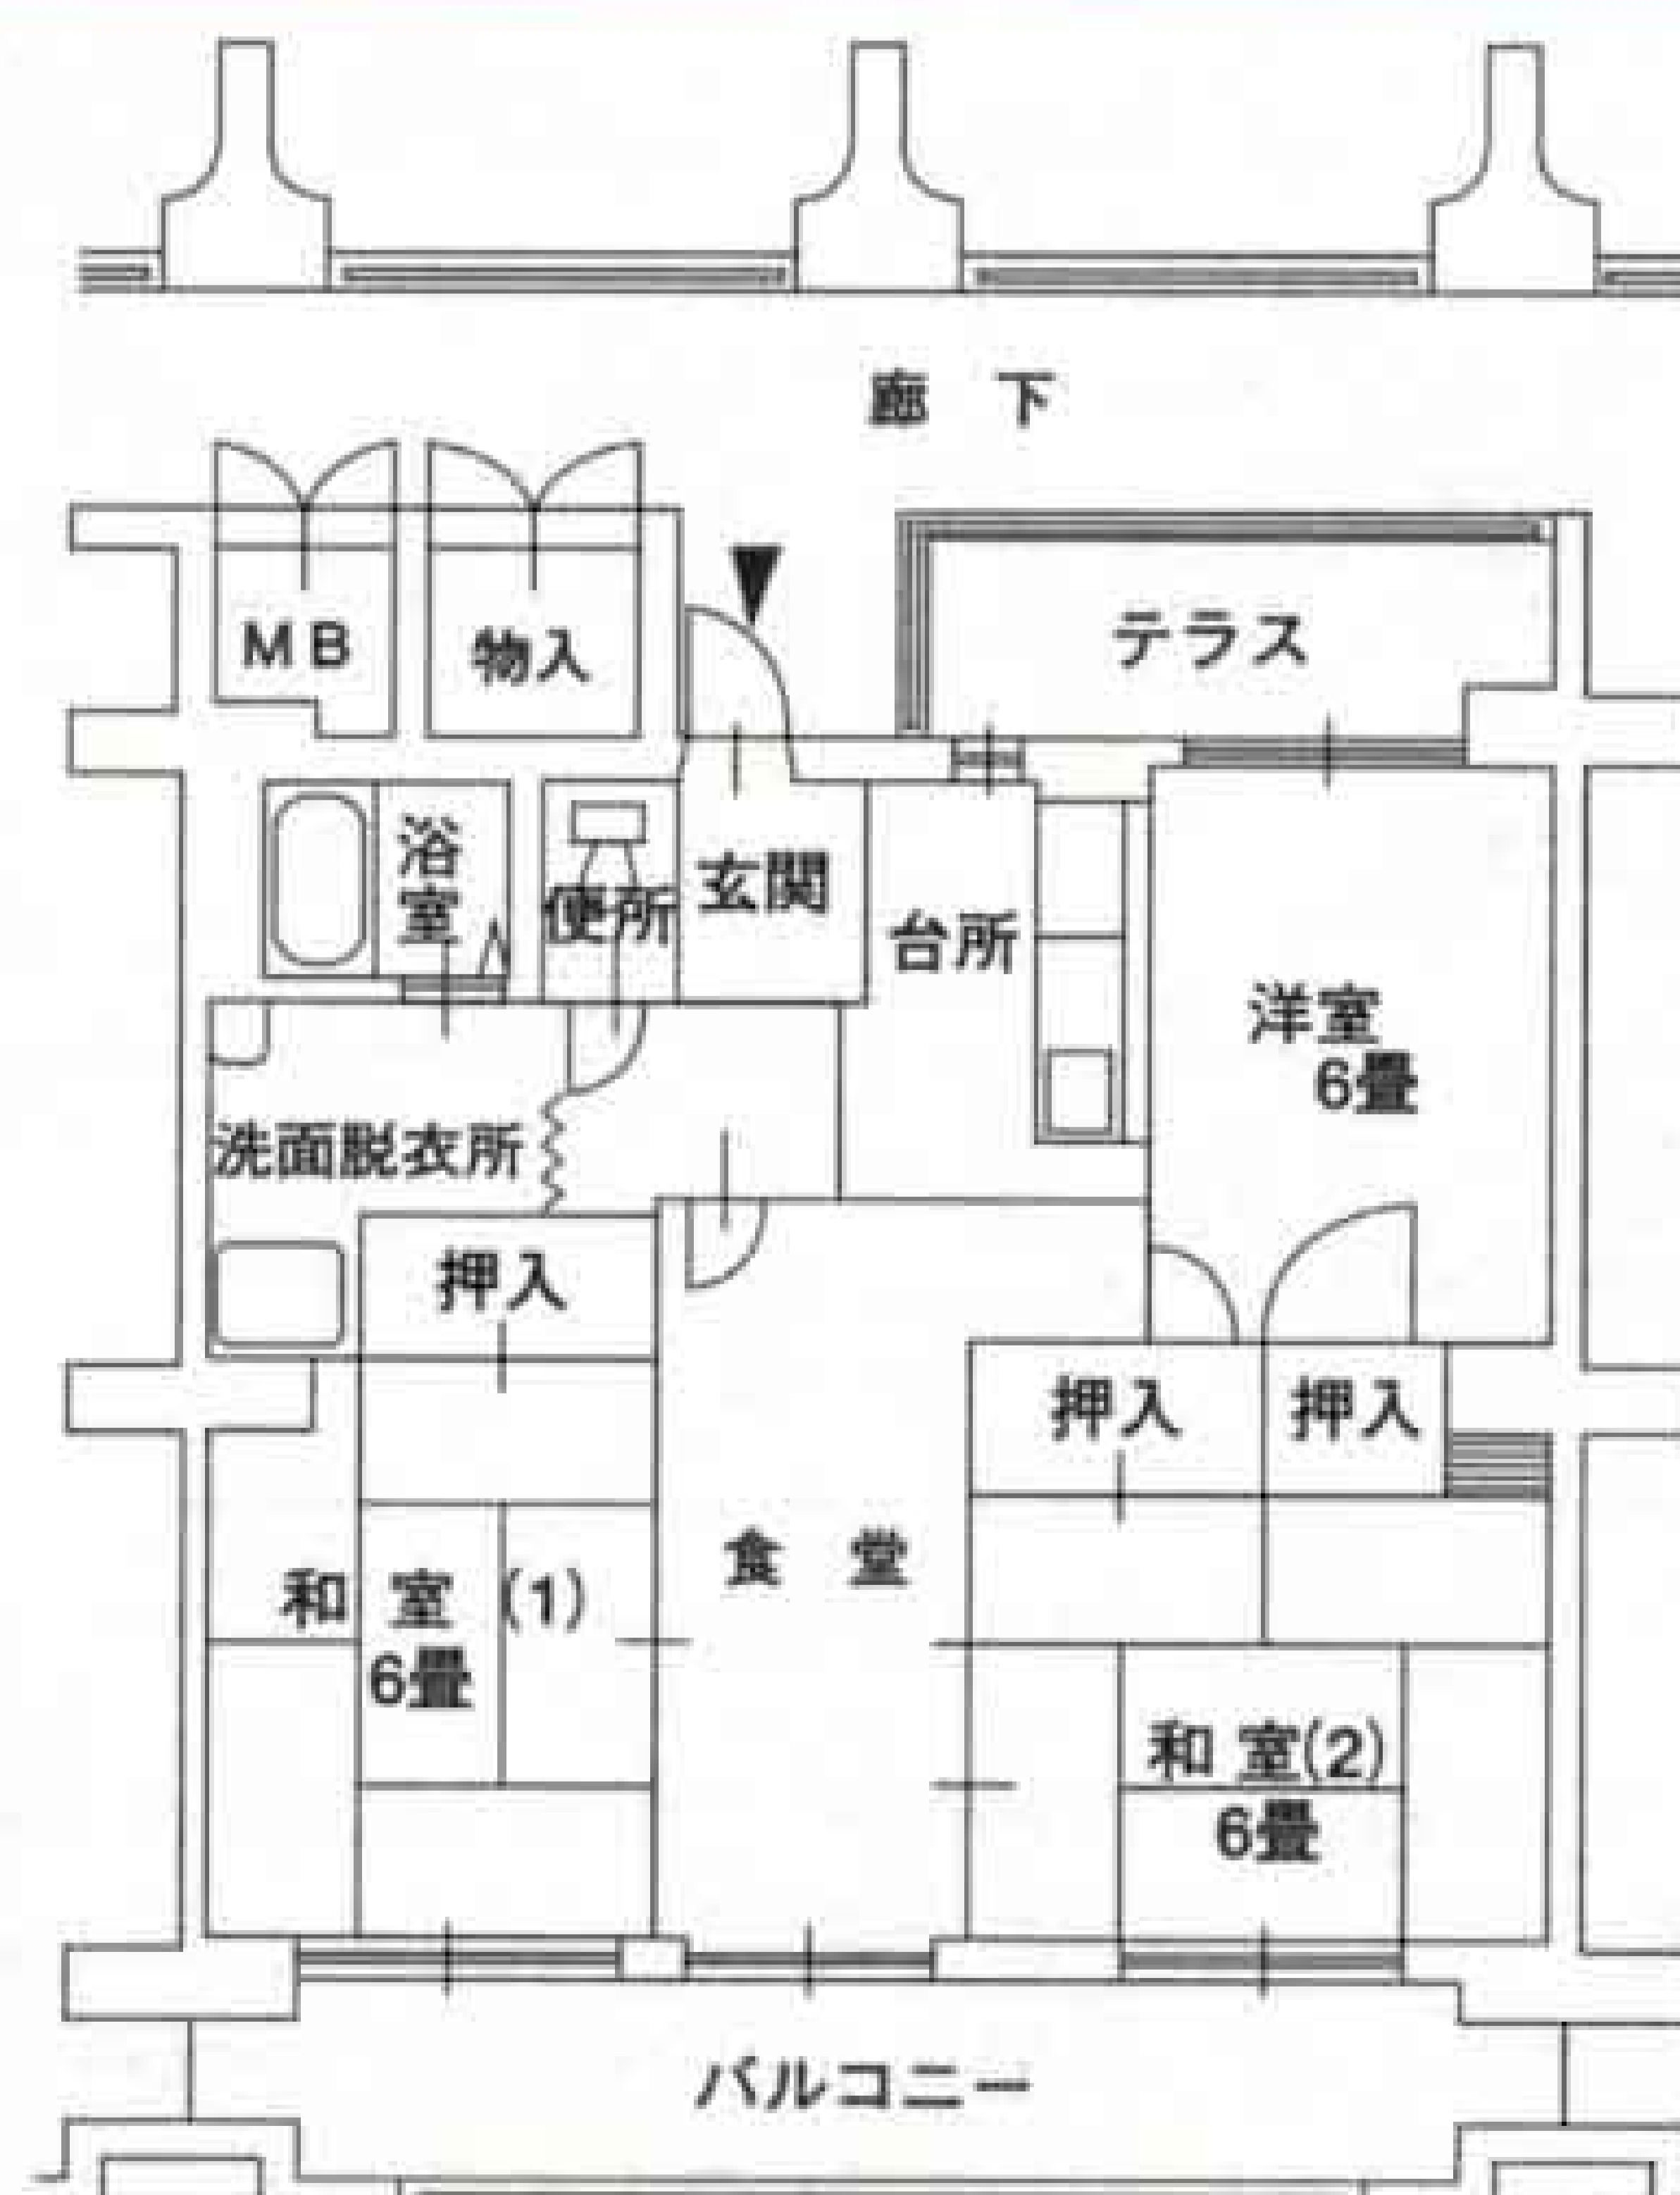 廊 下
MB
物入
テラス
浴
室
便所
玄関
台所
洋室
6畳
洗面脱衣所
押入
押入
押入
食 堂
和 室 (1)
6畳
和 室(2)
6畳
バルコニー